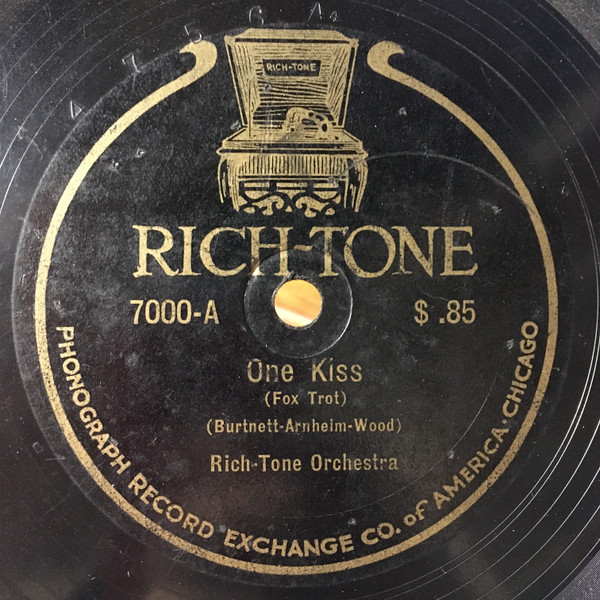 RICH-TONE
RICH-TONE
7000-A
$ .85
One Kiss
(Fox Trot)
(Burtnett-Arnheim-Wood)
Rich-Tone Orchestra
PHONOGRAPH RECORD EXCHANGE CO. of AMERICA·CHICAGO